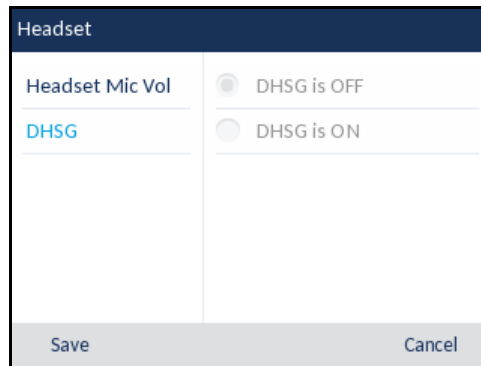 Headset
Headset Mic Vol
DHSG
DHSG is OFF
DHSG is ON
Save
Cancel